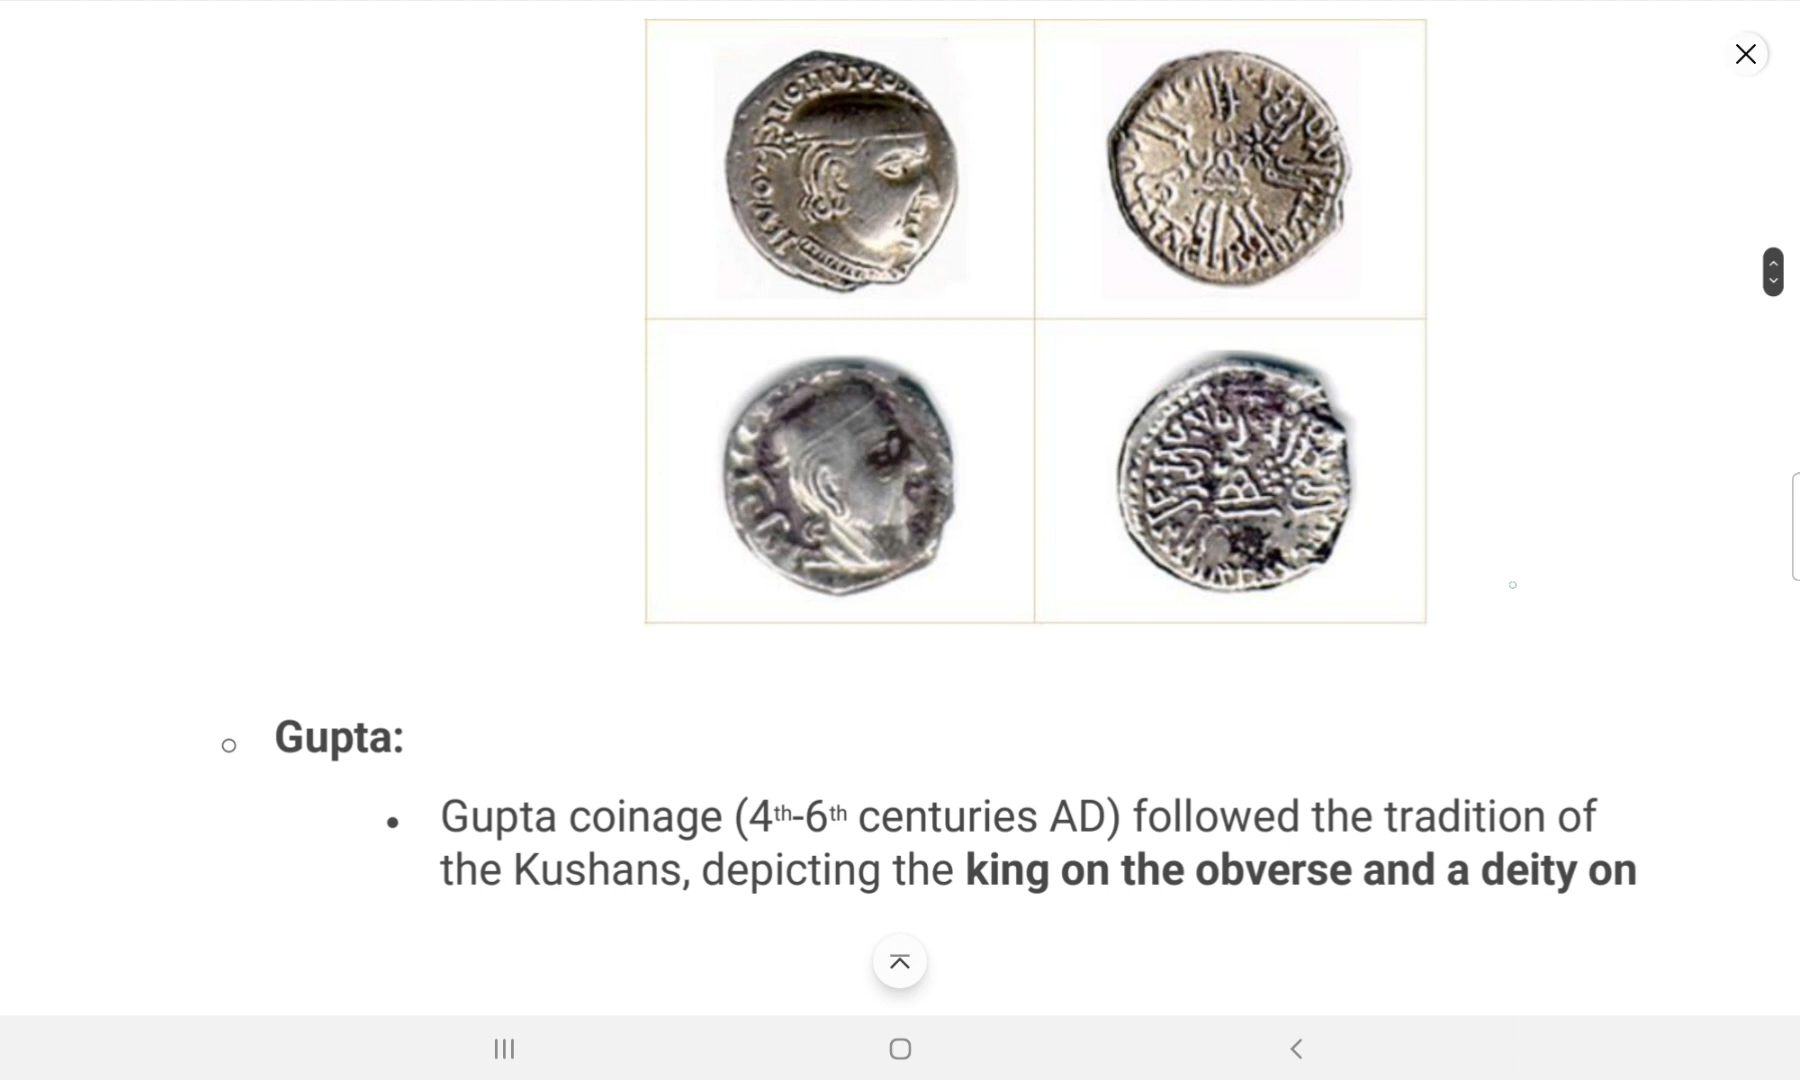 Gupta:
Gupta coinage (4th-6th centuries AD) followed the tradition of
the Kushans, depicting the king on the obverse and a deity on